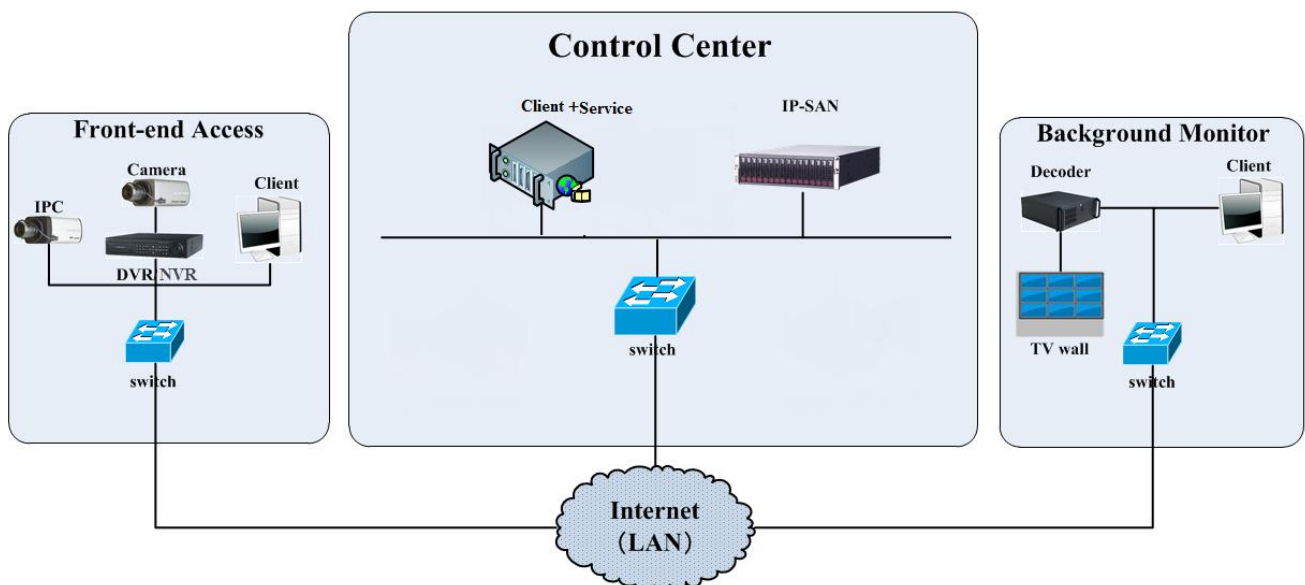 Control Center
Client +Service
IP-SAN
switch
Front-end Access
Camera
Client
IPC
DVR/NVR
switch
Background Monitor
Decoder
Client
TV wall
switch
Internet
（LAN）